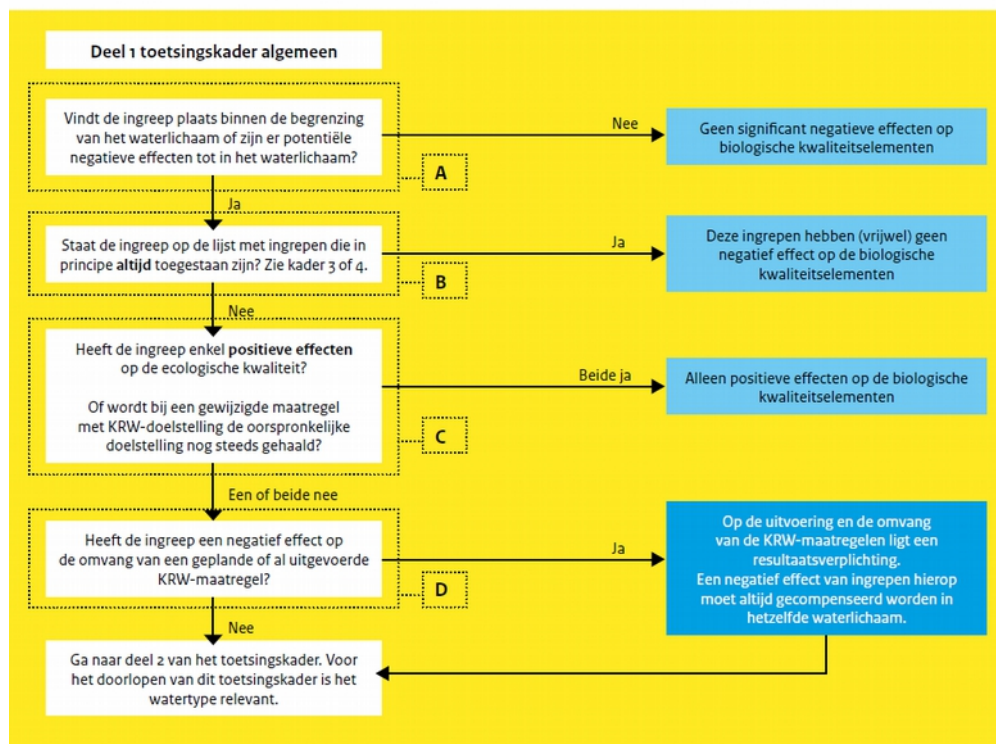 Deel 1 toetsingskader algemeen
Vindt de ingreep plaats binnen de begrenzing
van het waterlichaam of zijn er potentiële
negatieve effecten tot in het waterlichaam?
A
Nee
Geen significant negatieve effecten op
biologische kwaliteitselementen
Ja
Staat de ingreep op de lijst met ingrepen die in
principe altijd toegestaan zijn? Zie kader 3 of 4.
B
Ja
Deze ingrepen hebben (vrijwel) geen
negatief effect op de biologische
kwaliteitselementen
Nee
Heeft de ingreep enkel positieve effecten
op de ecologische kwaliteit?
Of wordt bij een gewijzigde maatregel
met KRW-doelstelling de oorspronkelijke
doelstelling nog steeds gehaald?
C
Beide ja
Alleen positieve effecten op de biologische
kwaliteitselementen
Een of beide nee
Heeft de ingreep een negatief effect op
de omvang van een geplande of al uitgevoerde
KRW-maatregel?
D
Ja
Op de uitvoering en de omvang
van de KRW-maatregelen ligt een
resultaatsverplichting.
Een negatief effect van ingrepen hierop
moet altijd gecompenseerd worden in
hetzelfde waterlichaam.
Nee
Ga naar deel 2 van het toetsingskader. Voor
het doorlopen van dit toetsingskader is het
watertype relevant.